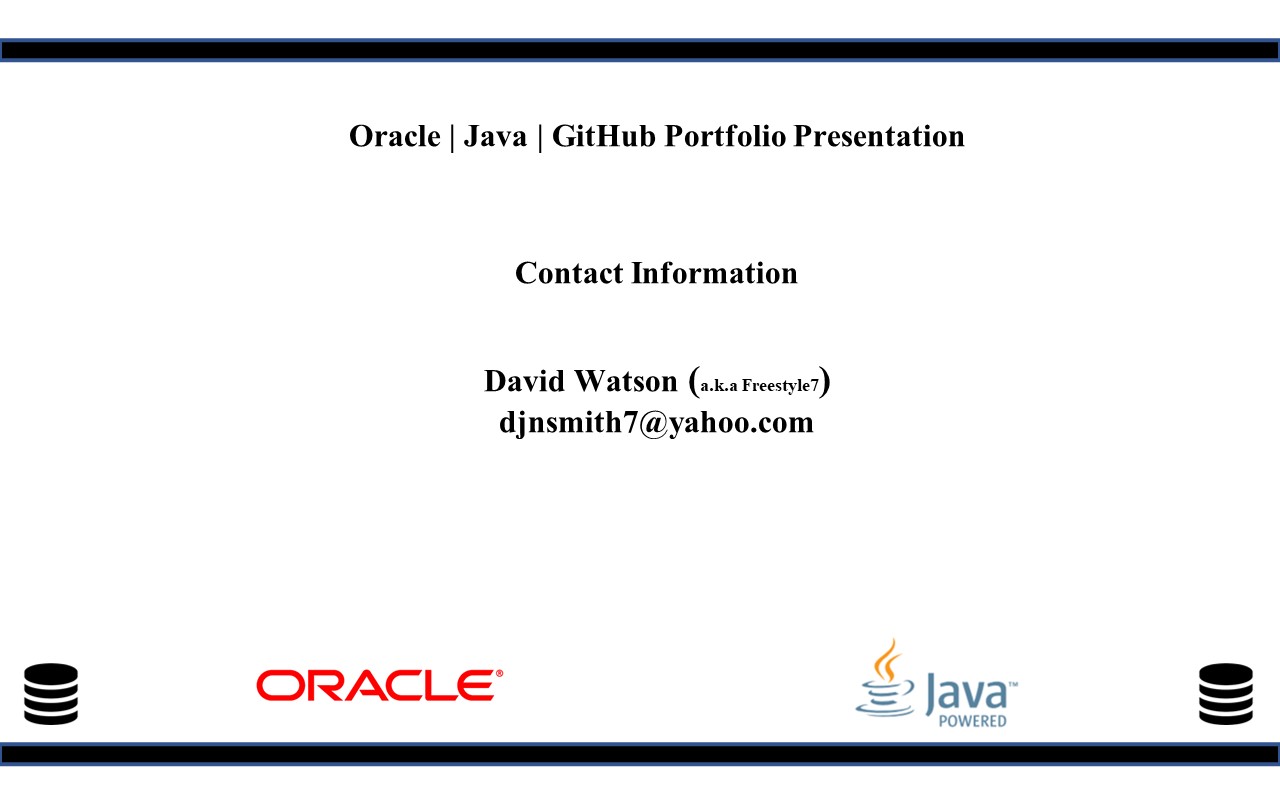 Oracle | Java | GitHub Portfolio Presentation
Contact Information
David Watson (a.k.a Freestyle7)
djnsmith7@yahoo.com
ORACLE®
Java™
POWERED